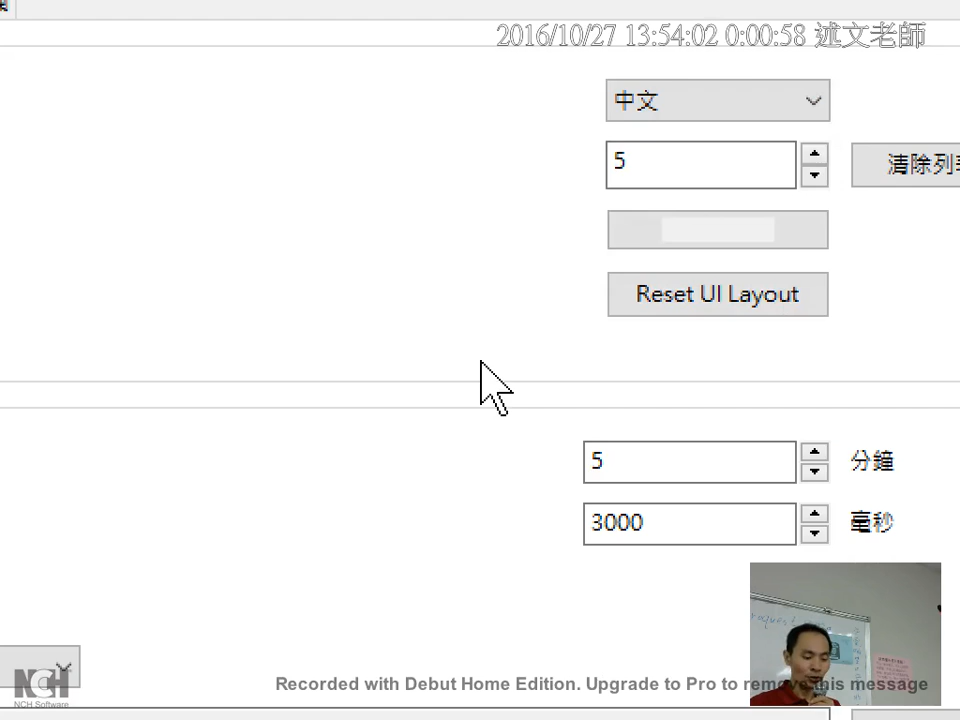 2016/10/27 13:54:02 0:00:58 述文老師
中文
5
清除列
Reset UI Layout
5 分鐘
3000 毫秒
NCH
NCH Software
Recorded with Debut Home Edition. Upgrade to Pro to remove this message